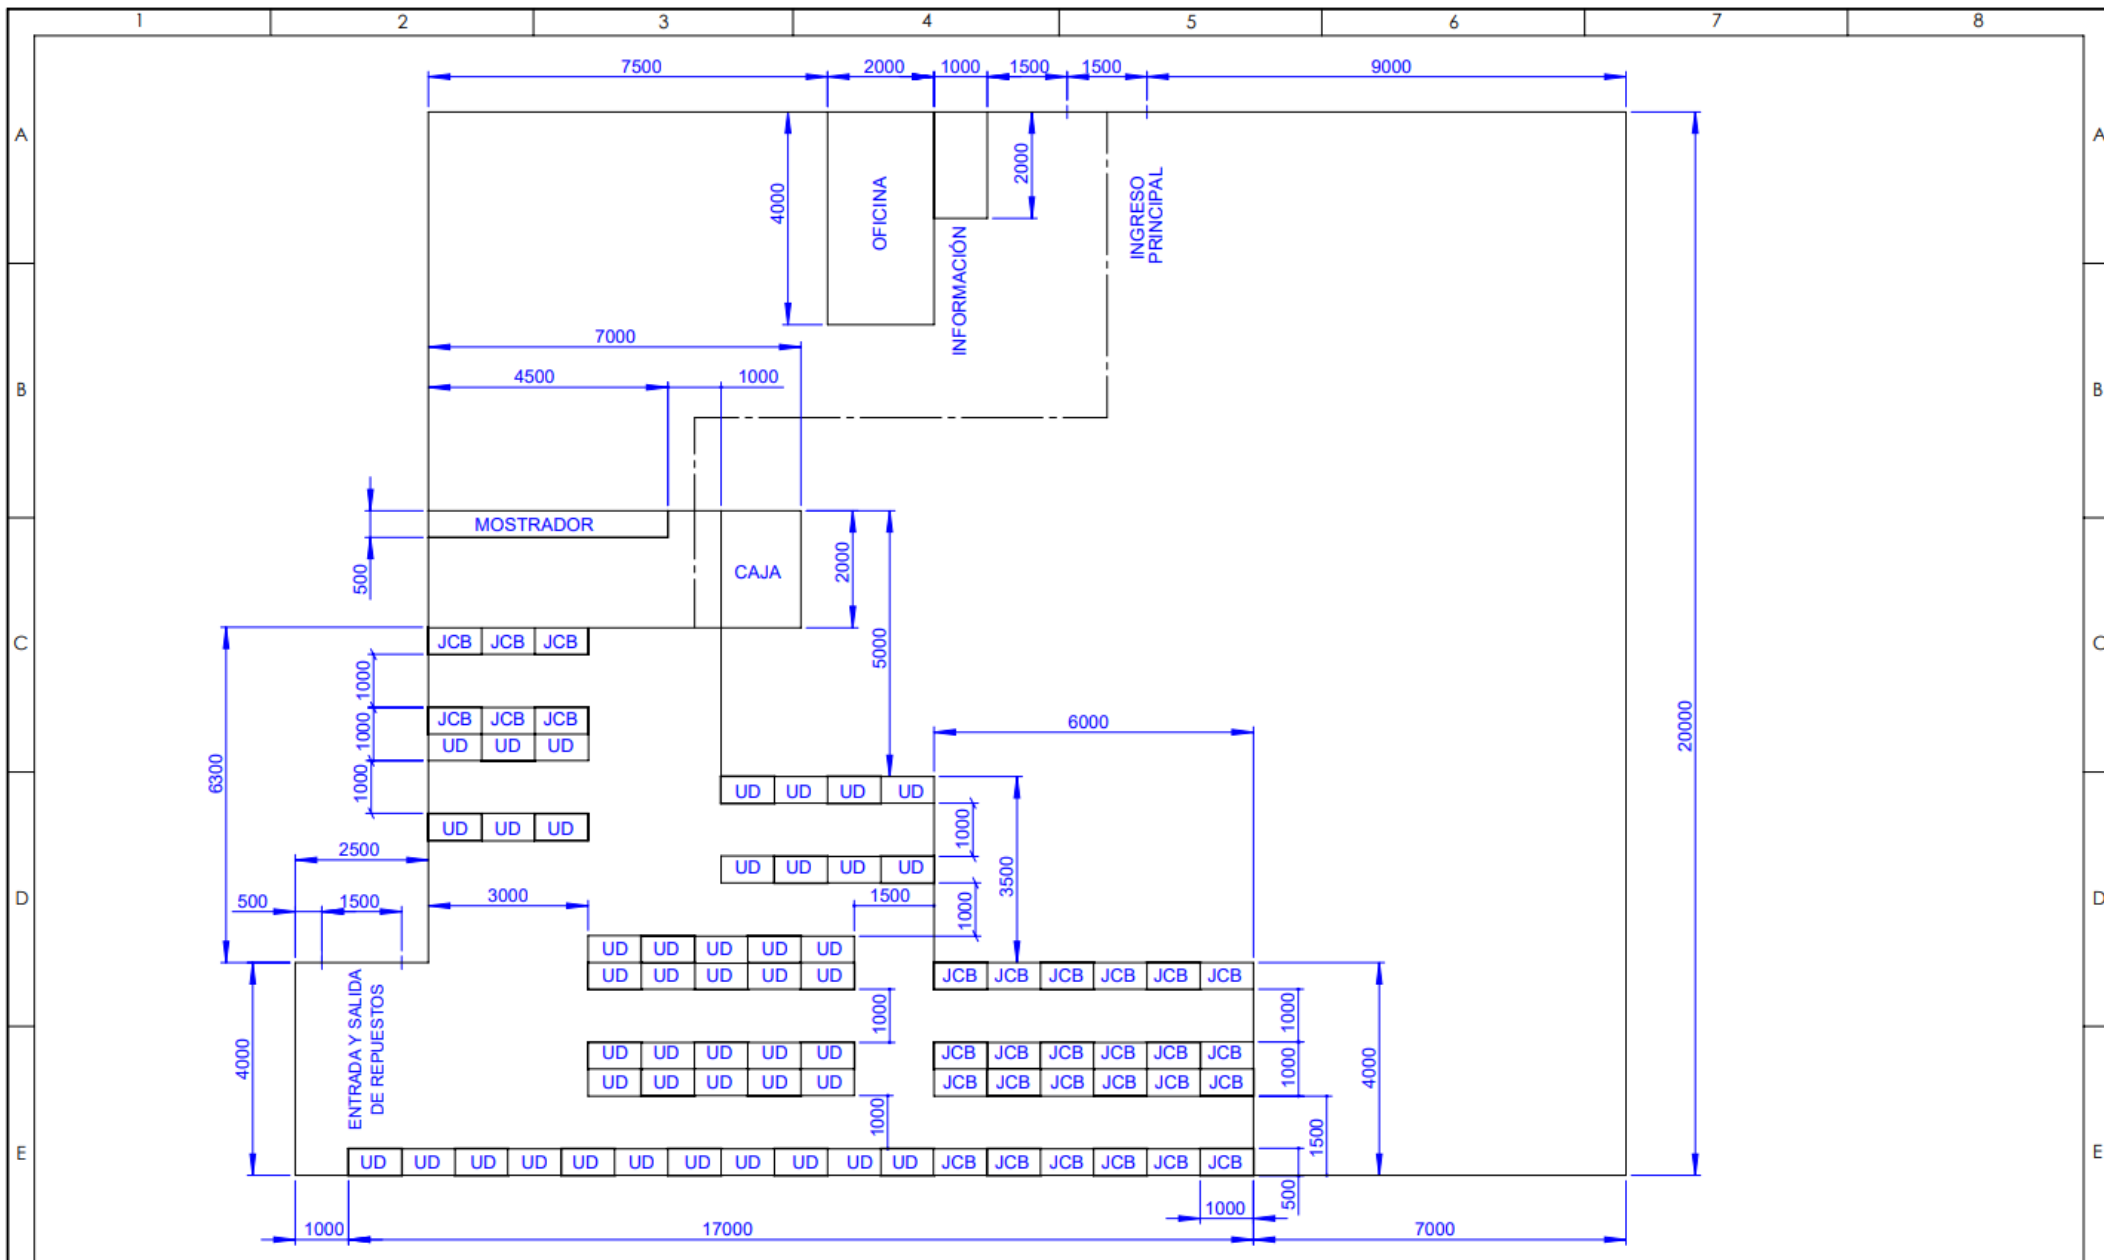 1 2 3 4 5 6 7 8
7500 2000 1000 1500 1500 9000
A A
4000 OFICINA 2000 INGRESO
PRINCIPAL
INFORMACIÓN
7000
4500 1000
B B
MOSTRADOR
500 CAJA 2000
5000
C C
JCB JCB JCB
1000
JCB JCB JCB
1000
UD UD UD
6000
20000
6300
1000
UD UD UD UD
UD UD UD
1000
2500
UD UD UD UD
3500
500 1500 3000 1500
1000
D D
UD UD UD UD UD
UD UD UD UD UD JCB JCB JCB JCB JCB JCB
ENTRADA Y SALIDA
DE REPUESTOS
1000 1000
4000
UD UD UD UD UD JCB JCB JCB JCB JCB JCB
1000 4000
UD UD UD UD UD JCB JCB JCB JCB JCB JCB
1000 1500
E E
UD UD UD UD UD UD UD UD UD UD UD JCB JCB JCB JCB JCB JCB
500
1000 17000 1000 7000